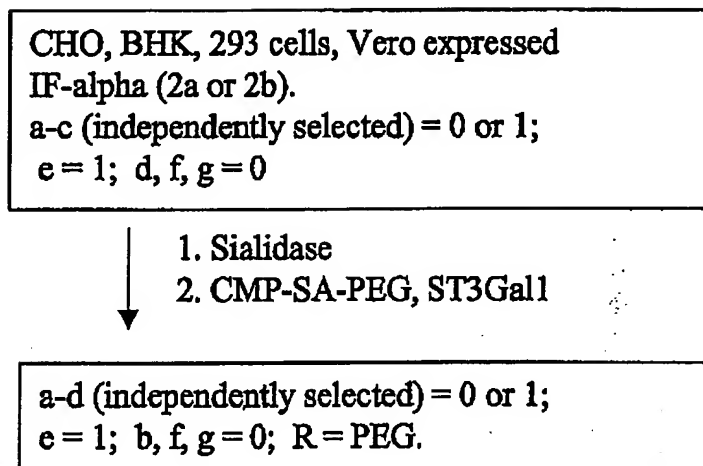 CHO, BHK, 293 cells, Vero expressed
IF-alpha (2a or 2b).
a-c (independently selected) = 0 or 1;
e = 1; d, f, g = 0
1. Sialidase
2. CMP-SA-PEG, ST3Gal1
a-d (independently selected) = 0 or 1;
e = 1; b, f, g = 0; R = PEG.